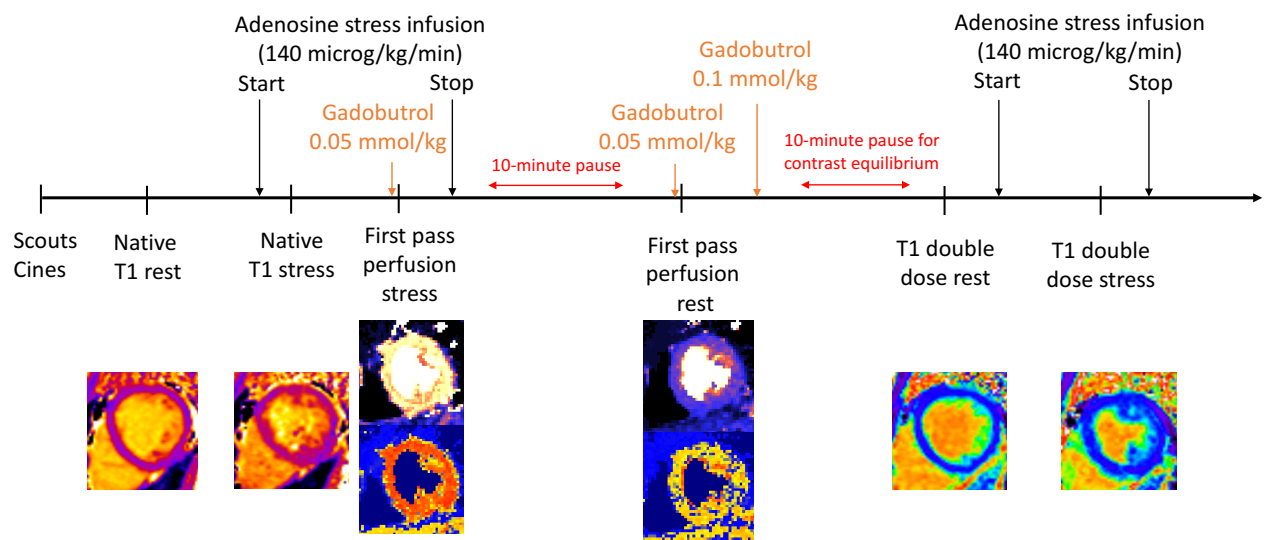 Adenosine stress infusion
(140 microg/kg/min)
Start
Stop
Gadobutrol
0.05 mmol/kg
10-minute pause
Gadobutrol
0.05 mmol/kg
Gadobutrol
0.1 mmol/kg
10-minute pause for
contrast equilibrium
Adenosine stress infusion
(140 microg/kg/min)
Start
Stop
Scouts
Cines
Native
T1 rest
Native
T1 stress
First pass
perfusion
stress
First pass
perfusion
rest
T1 double
dose rest
T1 double
dose stress